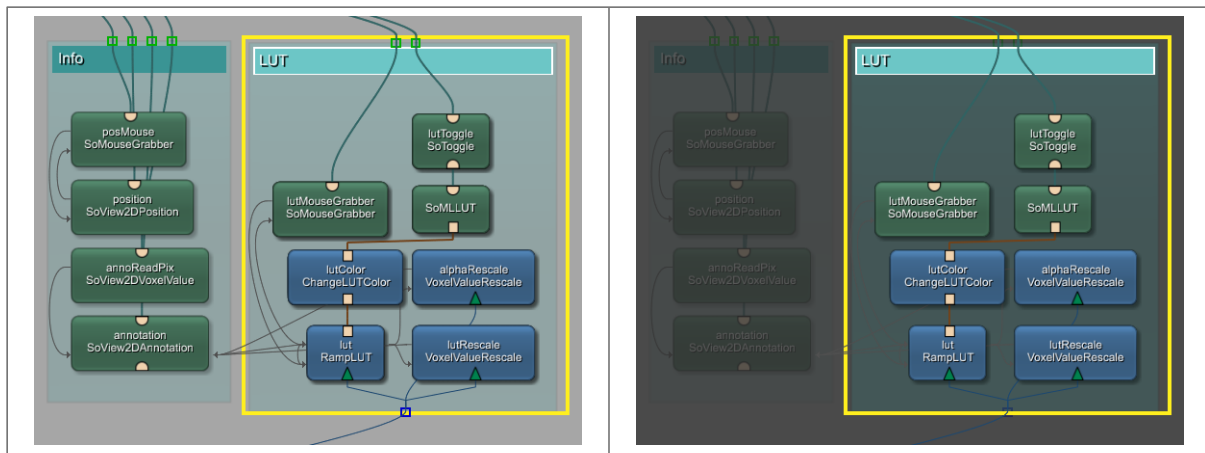 Info
LUT
posMouse
SoMouseGrabber
lutToggle
SoToggle
position
SoView2DPosition
lutMouseGrabber
SoMouseGrabber
SoMLLUT
annoReadPix
SoView2DVoxelValue
lutColor
ChangeLUTColor
alphaRescale
VoxelValueRescale
annotation
SoView2DAnnotation
lut
RampLUT
lutRescale
VoxelValueRescale
Info
LUT
posMouse
SoMouseGrabber
lutToggle
SoToggle
position
SoView2DPosition
lutMouseGrabber
SoMouseGrabber
SoMLLUT
annoReadPix
SoView2DVoxelValue
lutColor
ChangeLUTColor
alphaRescale
VoxelValueRescale
annotation
SoView2DAnnotation
lut
RampLUT
lutRescale
VoxelValueRescale